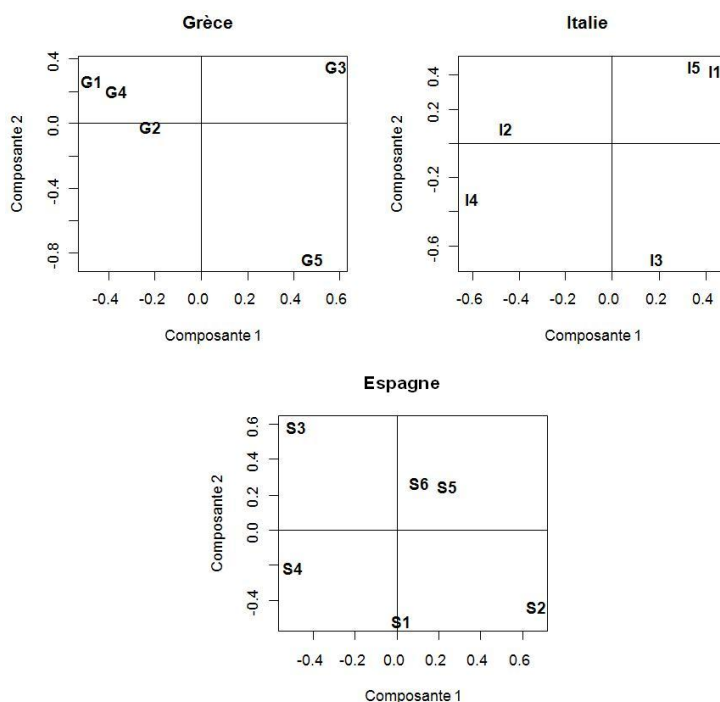 Grèce
0.4
0.0
-0.4
-0.8
Composante 2
G1
G4
G2
G3
G5
-0.4 -0.2 0.0 0.2 0.4 0.6
Composante 1
Italie
0.4
0.2
-0.2
-0.6
Composante 2
I5
I1
I2
I4
I3
-0.6 -0.4 -0.2 0.0 0.2 0.4
Composante 1
Espagne
0.6
0.4
0.2
0.0
-0.4
Composante 2
S3
S6
S5
S4
S2
S1
-0.4 -0.2 0.0 0.2 0.4 0.6
Composante 1